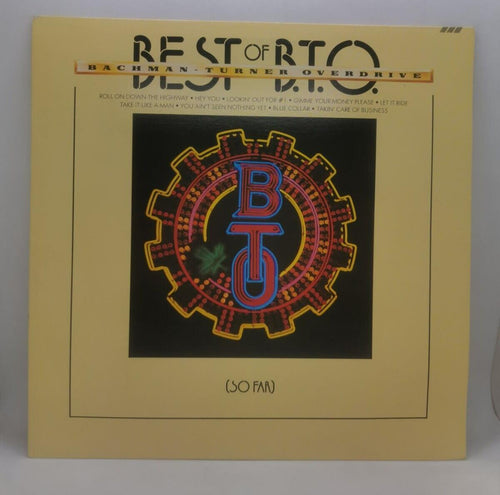 BEST OF B.T.O.
BACHMAN-TURNER OVERDRIVE
ROLL ON DOWN THE HIGHWAY • HEY YOU • LOOKIN' OUT FOR #1 • GIMME YOUR MONEY PLEASE • LET IT RIDE
TAKE IT LIKE A MAN • YOU AIN'T SEEN NOTHING YET • BLUE COLLAR • TAKIN' CARE OF BUSINESS
B
T
O
(SO FAR)